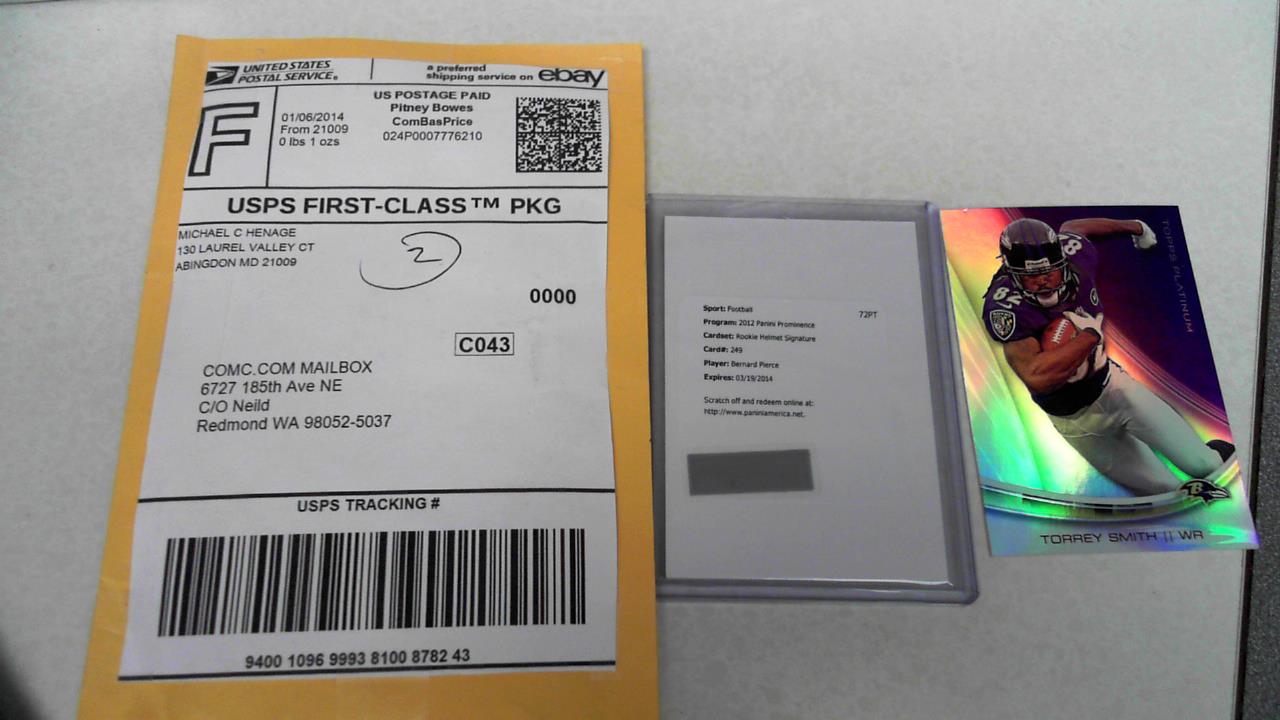 UNITED STATES
POSTAL SERVICE®
a preferred
shipping service on ebay
F
01/06/2014
From 21009
0 lbs 1 ozs
US POSTAGE PAID
Pitney Bowes
ComBasPrice
024P0007776210
USPS FIRST-CLASS™ PKG
MICHAEL C HENAGE
130 LAUREL VALLEY CT
ABINGDON MD 21009
2
0000
C043
COMC.COM MAILBOX
6727 185th Ave NE
C/O Neild
Redmond WA 98052-5037
USPS TRACKING #
9400 1096 9993 8100 8782 43
Sport: Football
72PT
Program: 2012 Panini Prominence
Cardset: Rookie Helmet Signature
Card#: 249
Player: Bernard Pierce
Expires: 03/19/2014
Scratch off and redeem online at:
http://www.paniniamerica.net.
TOPPS PLATINUM
82
82
B
TORREY SMITH || WR